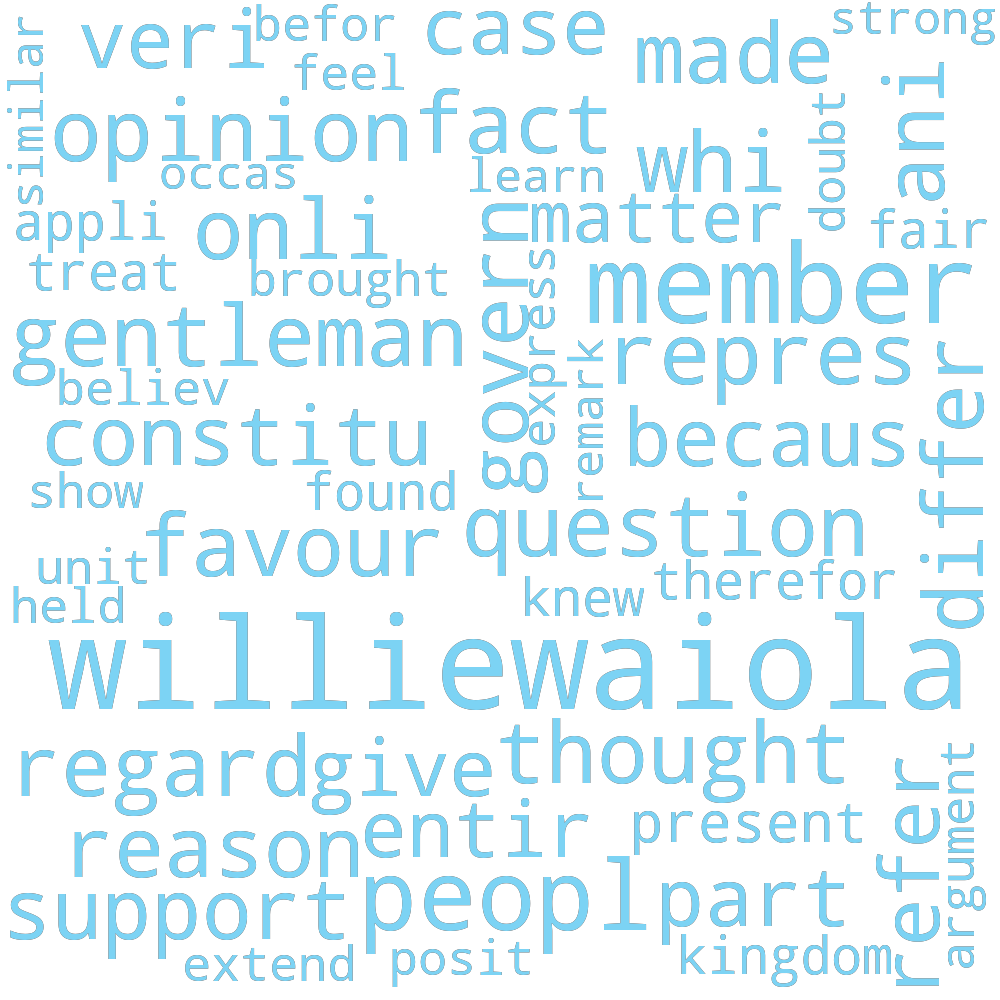 strong
befor
veri
case
made
similar
feel
ani
opinion
fact
doubt
whi
occas
learn
appli
onli
matter
fair
govern
treat
brought
express
member
gentleman
repres
remark
differ
believ
constitu
becaus
show
found
favour
question
unit
therefor
held
knew
williewaiola
regard
give
thought
refer
argument
reason
entir
present
support
peopl
part
extend
posit
kingdom